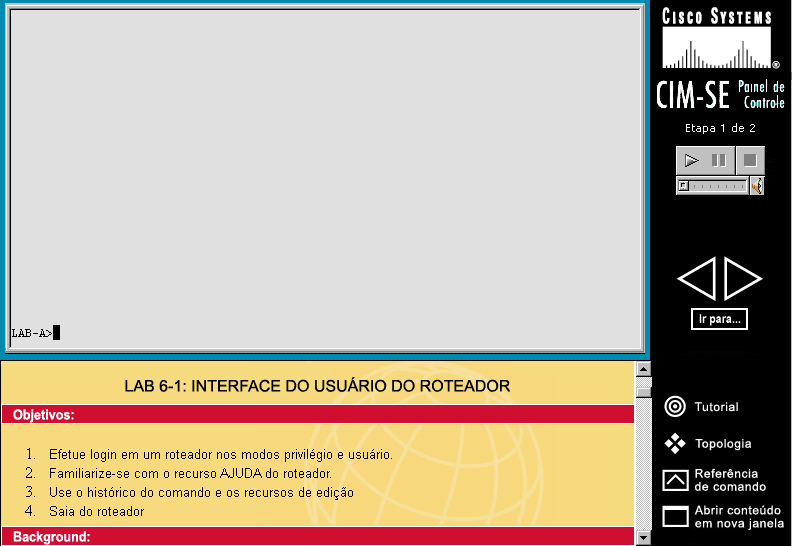 LAB-A>
LAB 6-1: INTERFACE DO USUÁRIO DO ROTEADOR
Objetivos:
1. Efetue login em um roteador nos modos privilégio e usuário.
2. Familiarize-se com o recurso AJUDA do roteador.
3. Use o histórico do comando e os recursos de edição
4. Saia do roteador
Background:
CISCO SYSTEMS
®
CIM-SE Painel de
Controle
Etapa 1 de 2
Ir para...
Tutorial
Topologia
Referência
de comando
Abrir conteúdo
em nova janela